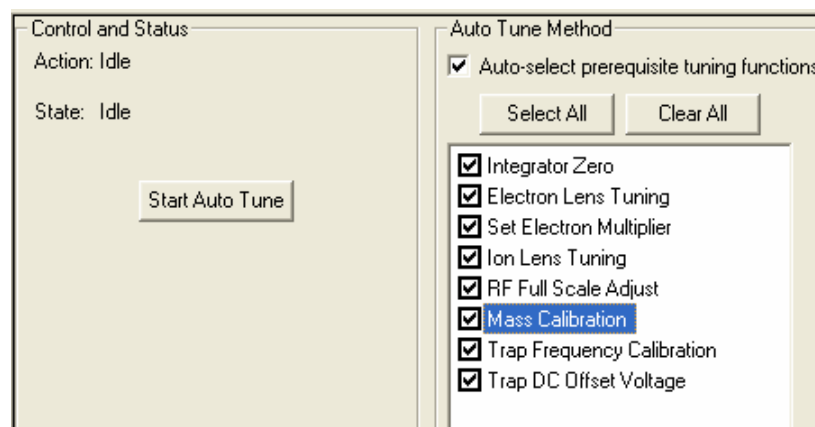 Control and Status
Action: Idle
State: Idle
Start Auto Tune
Auto Tune Method
Auto-select prerequisite tuning functions
Select All
Clear All
Integrator Zero
Electron Lens Tuning
Set Electron Multiplier
Ion Lens Tuning
RF Full Scale Adjust
Mass Calibration
Trap Frequency Calibration
Trap DC Offset Voltage